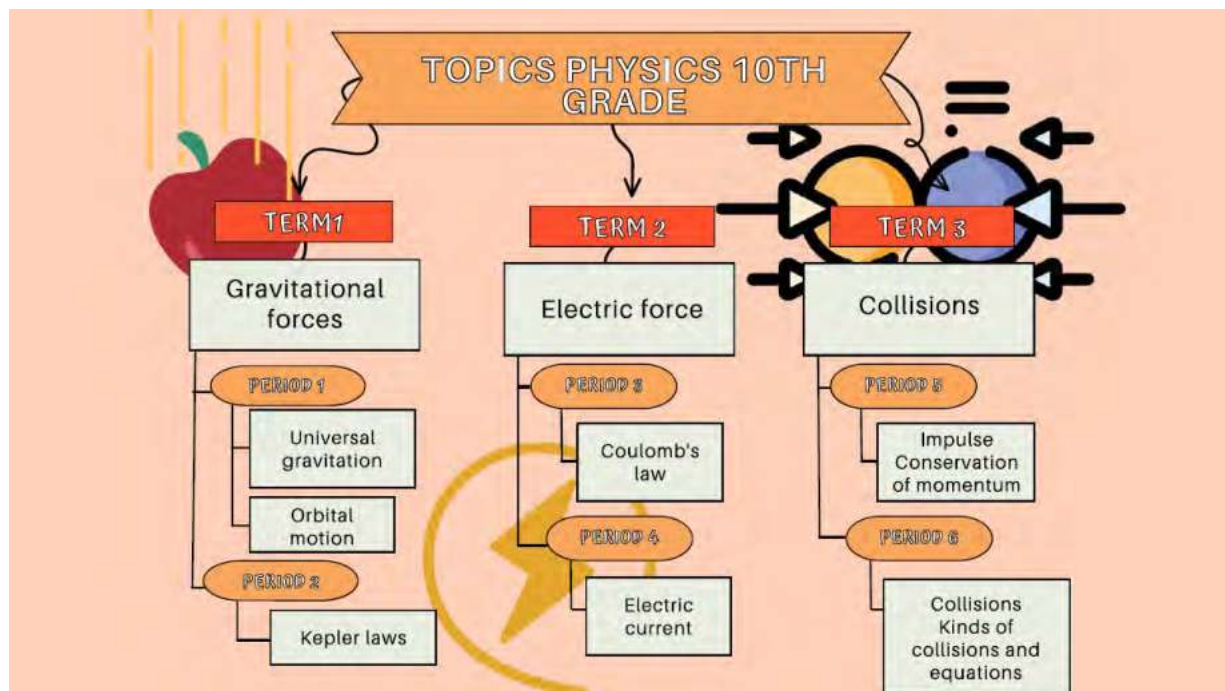 TOPICS PHYSICS 10TH
GRADE
TERM1
Gravitational
forces
PERIOD 1
Universal
gravitation
Orbital
motion
PERIOD 2
Kepler laws
TERM 2
Electric force
PERIOD 3
Coulomb's
law
PERIOD 4
Electric
current
TERM 3
Collisions
PERIOD 5
Impulse
Conservation
of momentum
PERIOD 6
Collisions
Kinds of
collisions and
equations